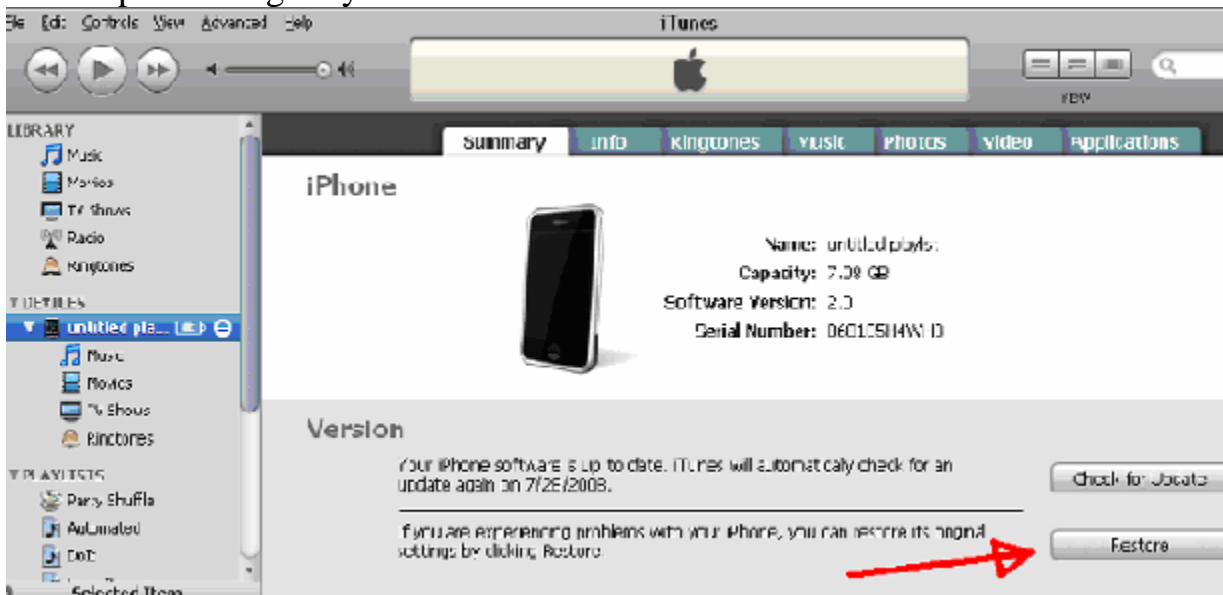 File Edit Controls View Advanced Help
iTunes
VIEW
LIBRARY
Music
Movies
TV Shows
Radio
Ringtones
DEVICES
untitled pla...
Music
Movies
TV Shows
Ringtones
PLAYLISTS
Party Shuffle
Automated
Selected Item
Summary Info Ringtones Music Photos Video Applications
iPhone
Name: untitled playlist
Capacity: 7.08 GB
Software Version: 2.0
Serial Number:
Version
Your iPhone software is up to date. iTunes will automatically check for an
update again on 7/28/2008.
Check for Update
If you are experiencing problems with your iPhone, you can restore its original
settings by clicking Restore.
Restore